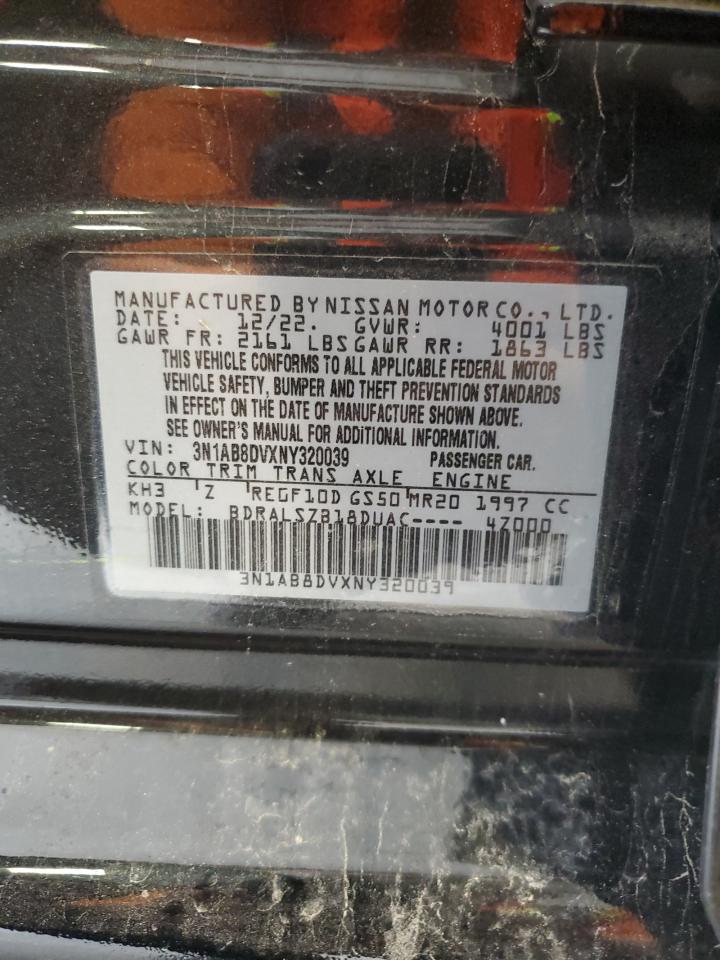 MANUFACTURED BY NISSAN MOTOR CO., LTD.
DATE: 12/22. GVWR: 4001 LBS
GAWR FR: 2161 LBS GAWR RR: 1863 LBS
THIS VEHICLE CONFORMS TO ALL APPLICABLE FEDERAL MOTOR
VEHICLE SAFETY, BUMPER AND THEFT PREVENTION STANDARDS
IN EFFECT ON THE DATE OF MANUFACTURE SHOWN ABOVE.
SEE OWNER'S MANUAL FOR ADDITIONAL INFORMATION.
VIN: 3N1AB8DVXNY320039 PASSENGER CAR.
COLOR TRIM TRANS AXLE ENGINE
KH3 Z RE0F10D GS50 MR20 1997 CC
MODEL: BDRALSZB18DUAC---- 4Z000
3N1AB8DVXNY320039